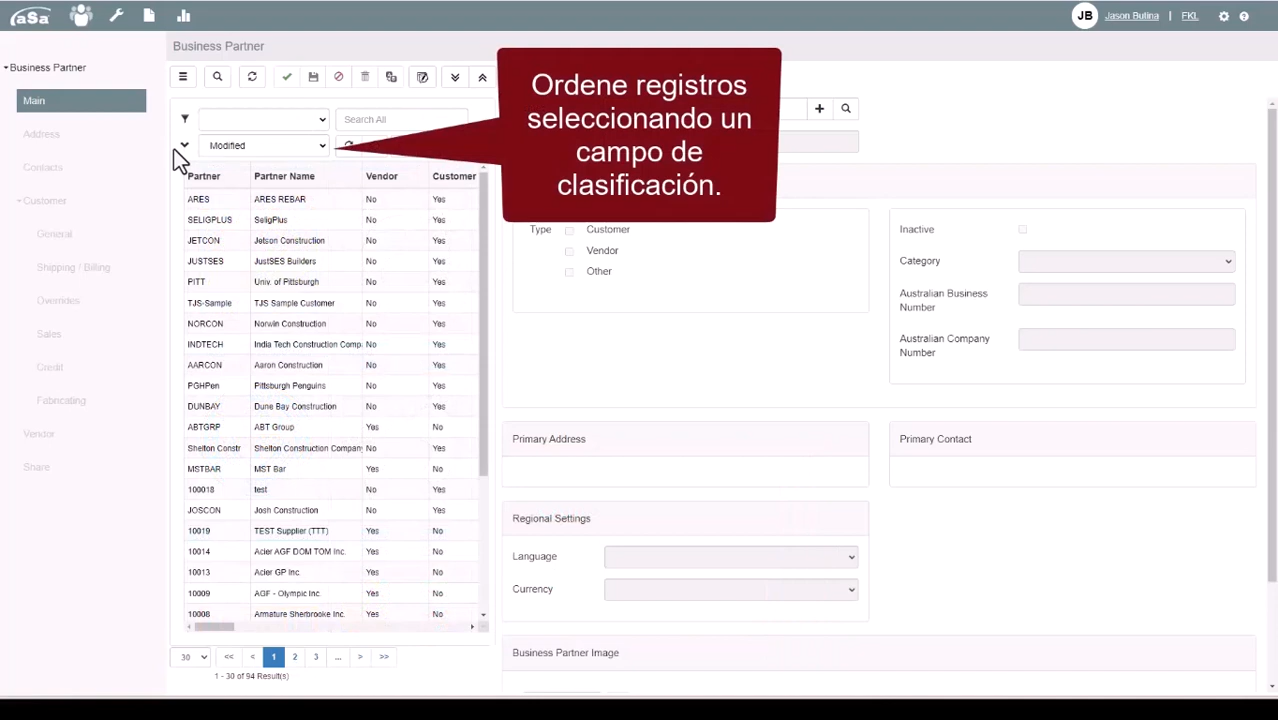 aSa
JB Jason Butina | FKL
Business Partner
Business Partner
Main
Address
Contacts
Customer
General
Shipping / Billing
Overrides
Sales
Credit
Fabricating
Vendor
Share
Search All
Modified
Ordene registros
seleccionando un
campo de
clasificación.
Partner Partner Name Vendor Customer
ARES ARES REBAR No Yes
SELIGPLUS SeligPlus No Yes
JETCON Jetson Construction No Yes
JUSTSES JustSES Builders No Yes
PITT Univ. of Pittsburgh No Yes
TJS-Sample TJS Sample Customer No Yes
NORCON Norwin Construction No Yes
INDTECH India Tech Construction Comp No Yes
AARCON Aaron Construction No Yes
PGHPen Pittsburgh Penguins No Yes
DUNBAY Dune Bay Construction No Yes
ABTGRP ABT Group Yes No
Shelton Constr Shelton Construction Company No Yes
MSTBAR MST Bar Yes No
100018 test No Yes
JOSCON Josh Construction No Yes
10019 TEST Supplier (TTT) Yes No
10014 Acier AGF DOM TOM Inc. Yes No
10013 Acier GP Inc. Yes No
10009 AGF - Olympic Inc. Yes No
10008 Armature Sherbrooke Inc. Yes No
30 << < 1 2 3 ... > >>
1 - 30 of 94 Result(s)
Type Customer
Vendor
Other
Inactive
Category
Australian Business
Number
Australian Company
Number
Primary Address
Primary Contact
Regional Settings
Language
Currency
Business Partner Image